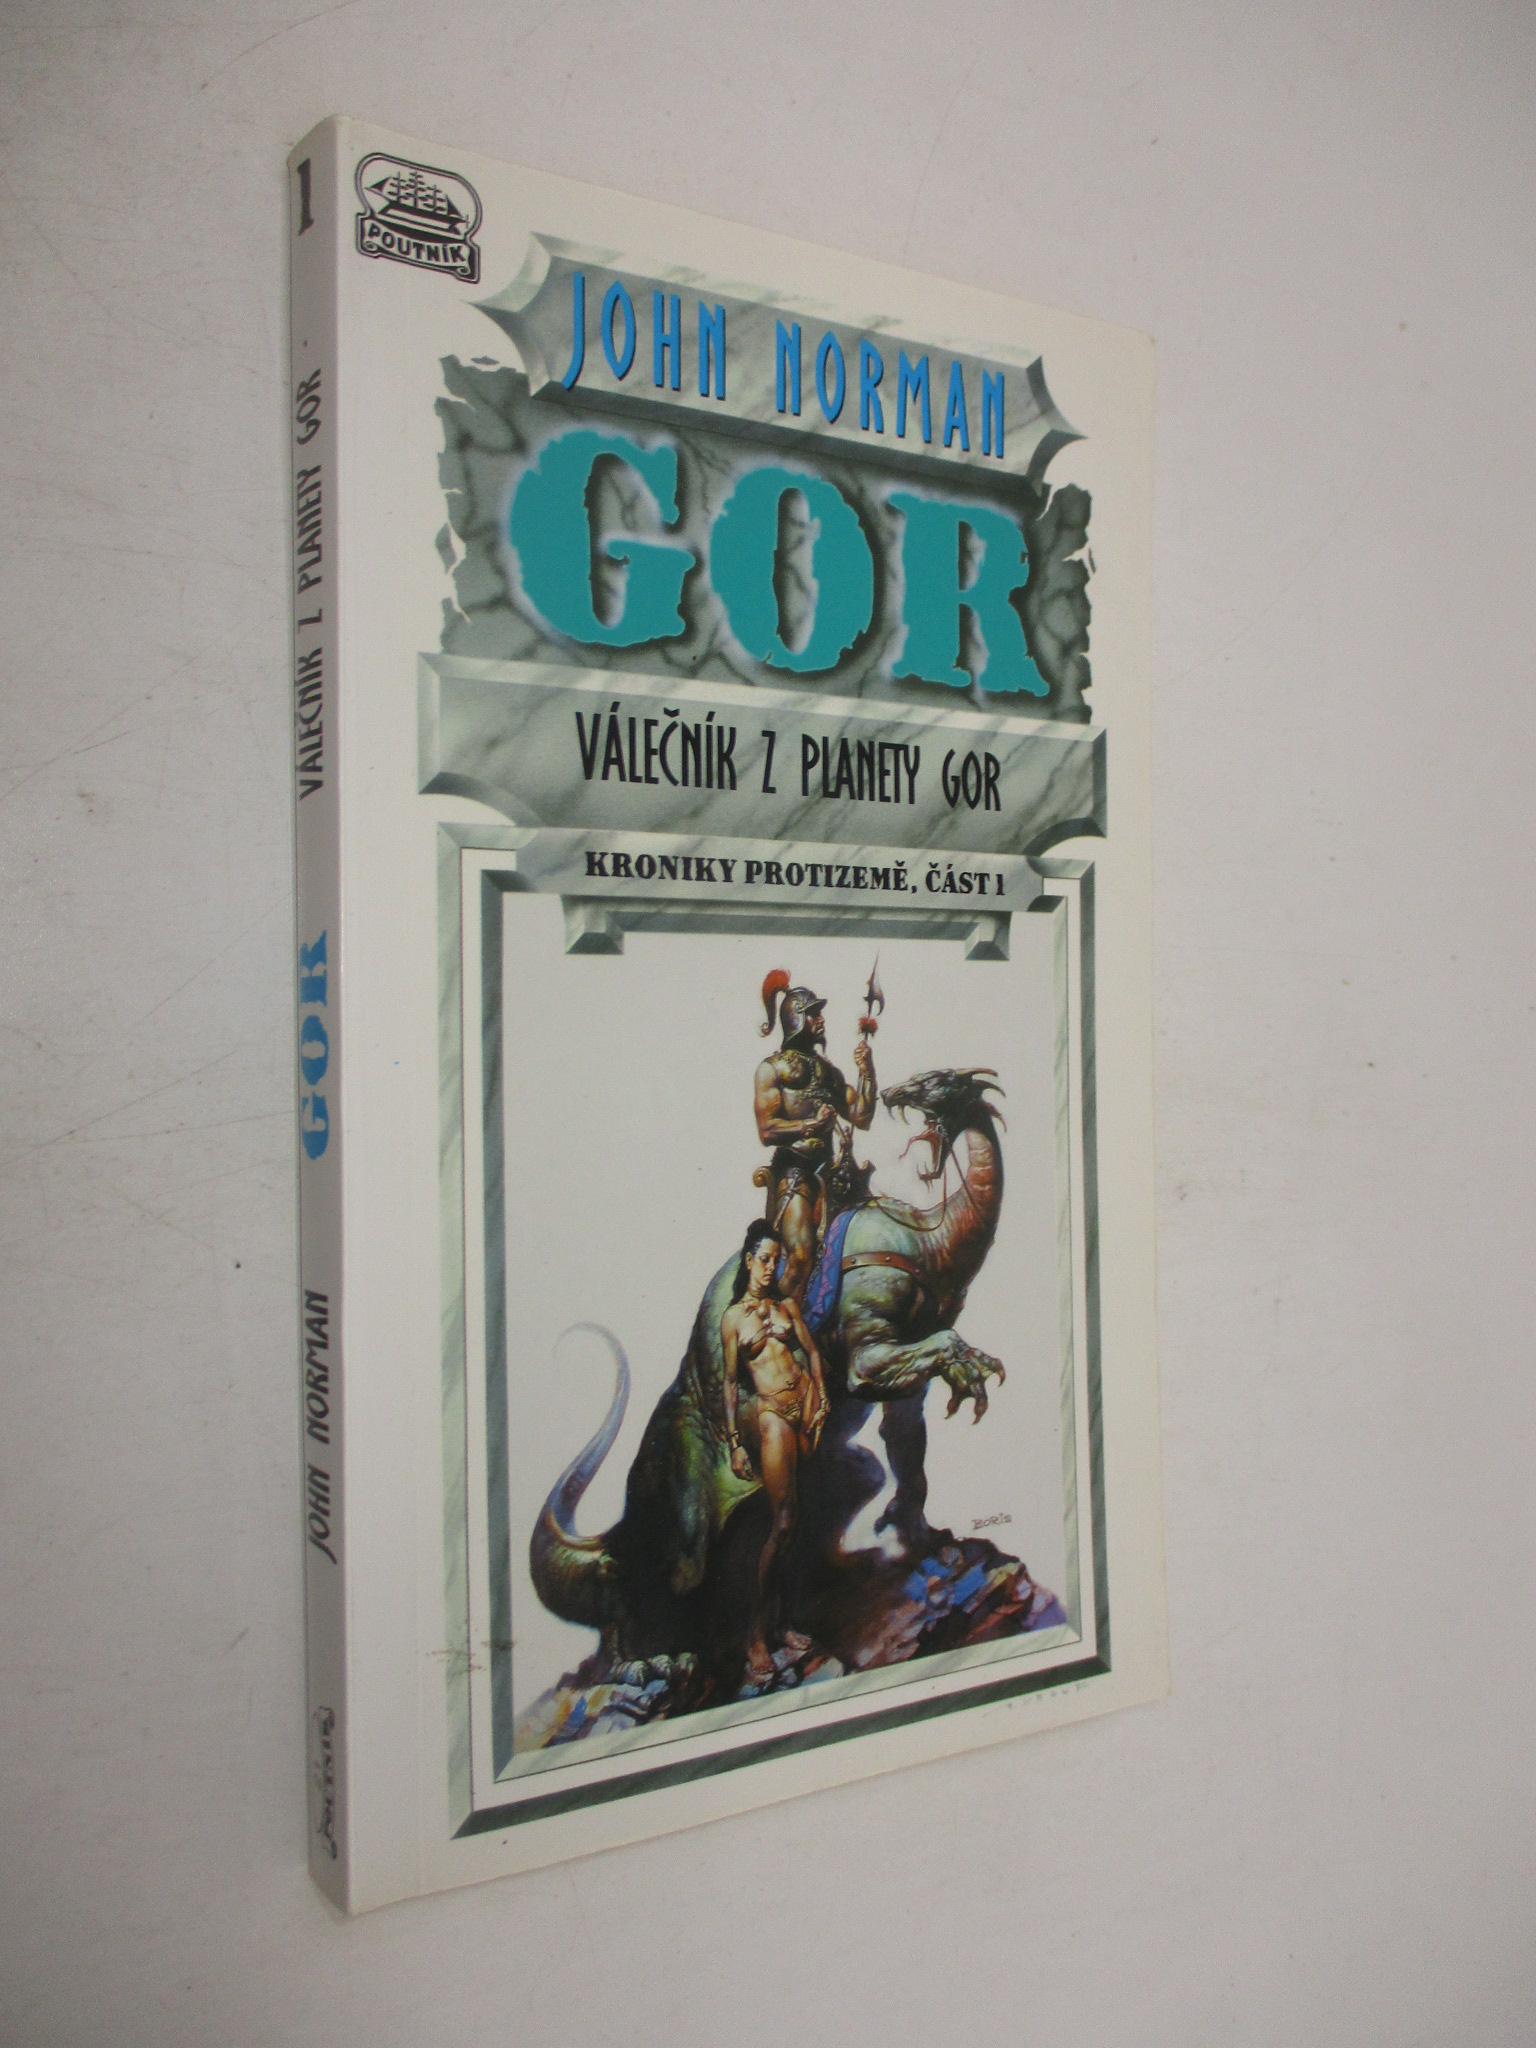 POUTNÍK
JOHN NORMAN
GOR
VÁLEČNÍK Z PLANETY GOR
KRONIKY PROTIZEMĚ, ČÁST 1
BORIS
1
VÁLEČNÍK Z PLANETY GOR
GOR
JOHN NORMAN